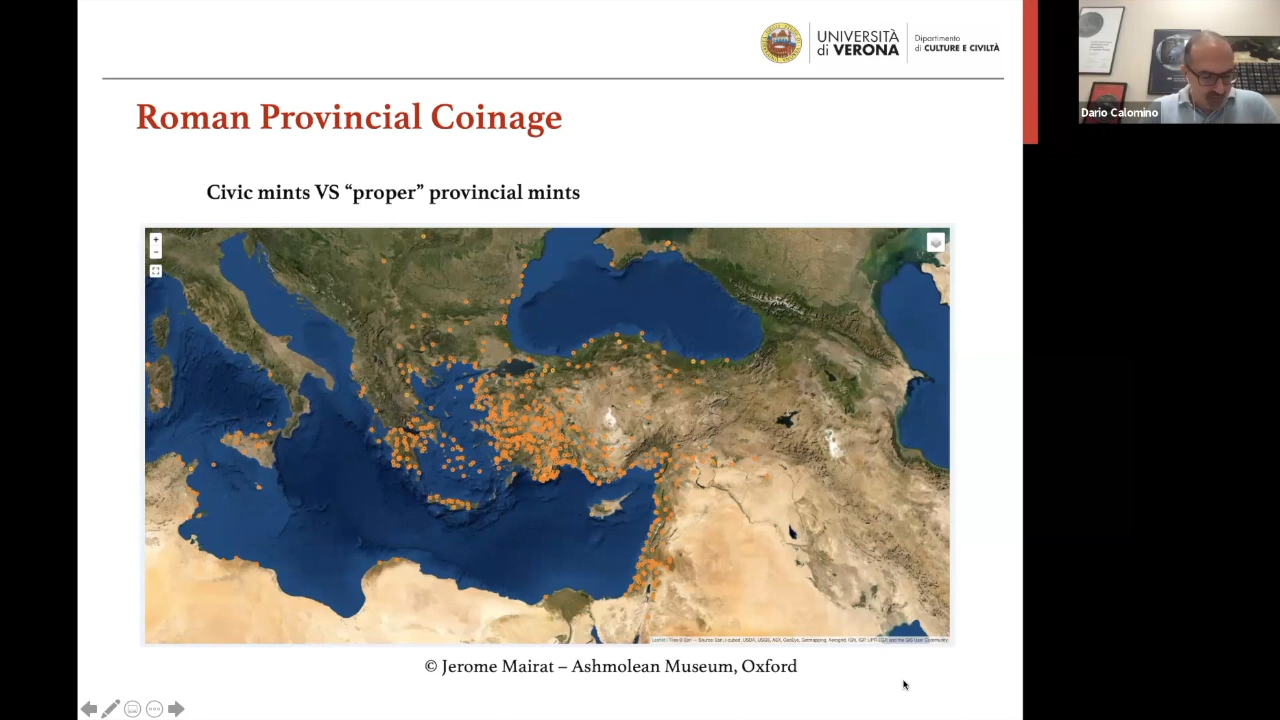 UNIVERSITÀ
di VERONA
Dipartimento
di CULTURE E CIVILTÀ
Dario Calomino
Roman Provincial Coinage
Civic mints VS “proper” provincial mints
© Jerome Mairat – Ashmolean Museum, Oxford